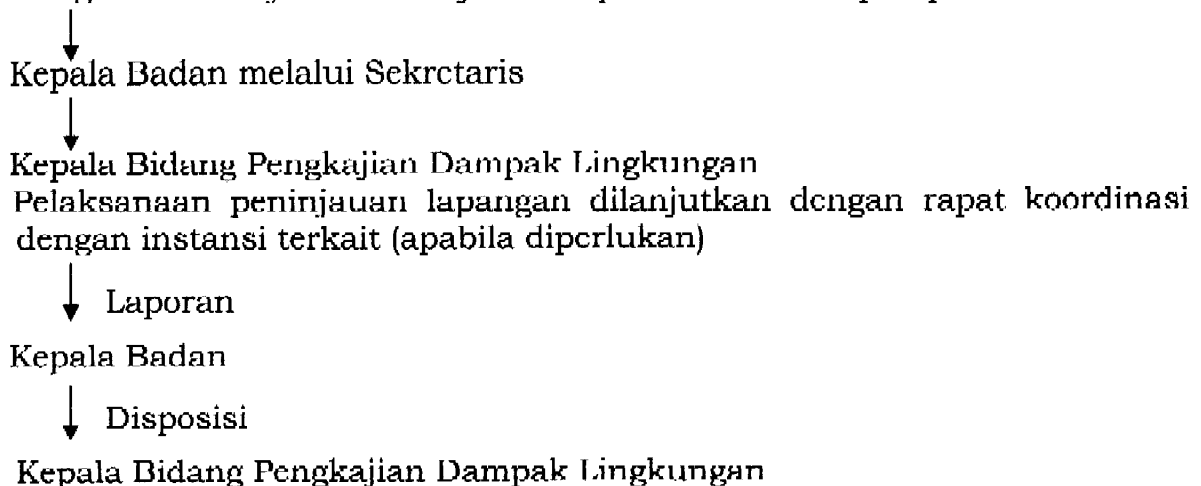 Kepala Badan melalui Sekretaris
Kepala Bidang Pengkajian Dampak Lingkungan
Pelaksanaan peninjauan lapangan dilanjutkan dengan rapat koordinasi
dengan instansi terkait (apabila diperlukan)
Laporan
Kepala Badan
Disposisi
Kepala Bidang Pengkajian Dampak Lingkungan